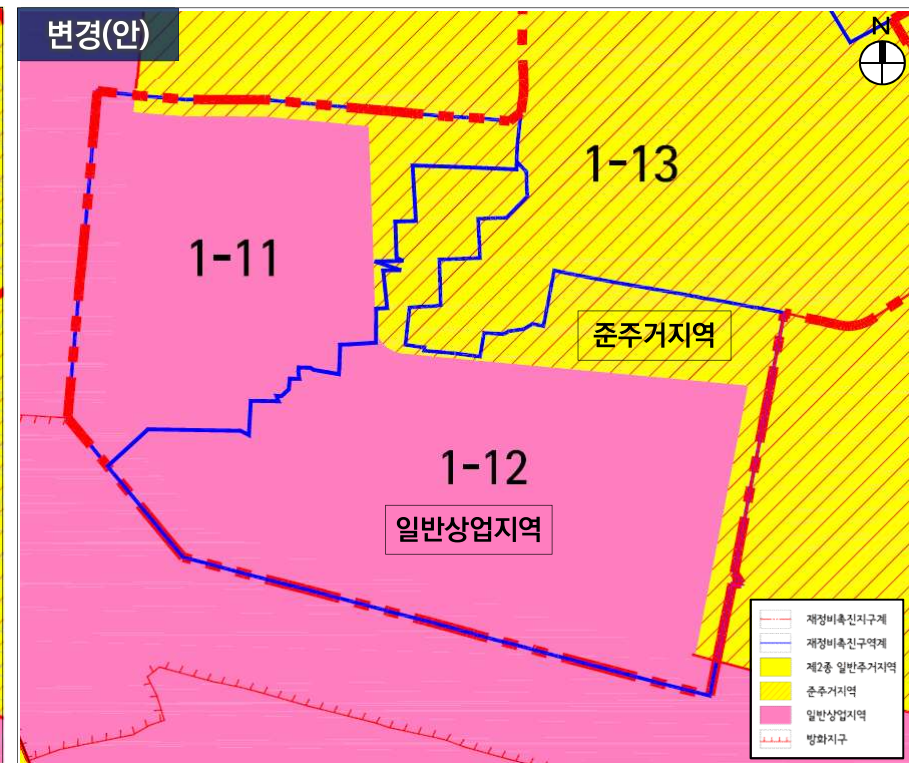 변경(안)
N
1-13
1-11
준주거지역
1-12
일반상업지역
재정비촉진지구계
재정비촉진구역계
제2종 일반주거지역
준주거지역
일반상업지역
방화지구